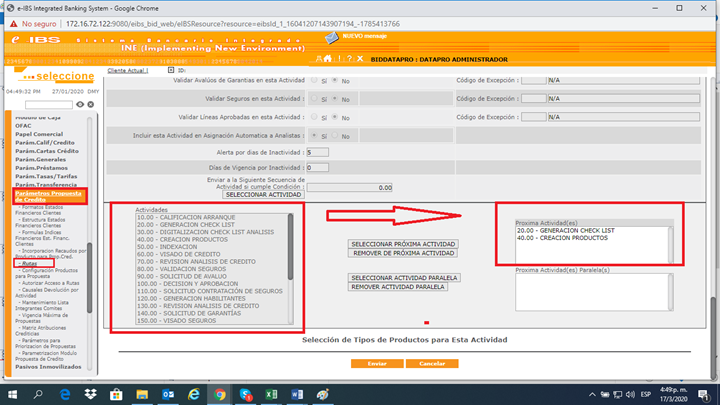 e-IBS Integrated Banking System - Google Chrome
No seguro | 172.16.72.122:9080/eibs_bid_web/eIBSResource?resource=eibsId_1_16041207143907194_-1785413766
e IBS Sistema Bancario Integrado
INE (Implementing New Environment)
NUEVO mensaje
BIDDATAPRO : DATAPRO ADMINISTRADOR
...seleccione
04:49:32 PM 27/01/2020 DMY
Cliente Actual ! ID:
Modulo de Caja
OFAC
Papel Comercial
Parám.Calif/Credito
Parám.Cartas Crédito
Parám.Generales
Parám.Préstamos
Param.Tasas/Tarifas
Parám.Transferencia
Parámetros Propuesta de Credito
- Formatos Estados Financieros Clientes
- Estructura Estados Financieros Clientes
- Formulas Indices Financieros Est. Financ. Clientes
- Incorporacion Recaudos por Producto para Prop.Cred.
- Rutas
- Configuración Productos para Propuesta
- Autorizar Acceso a Rutas
- Causales Devolución por Actividad
- Mantenimiento Lista Integrantes Comites
- Vigencia Máxima de Propuestas
- Matriz Atribuciones Crediticias
- Parámetros para Priorizacion de Propuestas
- Parametrizacion Modulo Propuesta de Credito
Pasivos Inmovilizados
Validar Avalúos de Garantías en esta Actividad : Sí No Código de Excepción : N/A
Validar Seguros en esta Actividad : Sí No Código de Excepción : N/A
Validar Líneas Aprobadas en esta Actividad : Sí No Código de Excepción : N/A
Incluir esta Actividad en Asignación Automatica a Analistas : Sí No
Alerta por dias de Inactividad : 5
Días de Vigencia por Inactividad : 0
Enviar a la Siguiente Secuencia de Actividad si cumple Condición : 0.00
SELECCIONAR ACTIVIDAD
Actividades
10.00 - CALIFICACION ARRANQUE
20.00 - GENERACION CHECK LIST
30.00 - DIGITALIZACION CHECK LIST ANALISIS
40.00 - CREACION PRODUCTOS
50.00 - INDEXACION
60.00 - VISADO DE CREDITO
70.00 - REVISION ANALISIS DE CREDITO
80.00 - VALIDACION SEGUROS
90.00 - SOLICITUD DE AVALUO
100.00 - DECISION Y APROBACION
110.00 - SOLICITUD CONTRATACIÓN DE SEGUROS
120.00 - GENERACION HABILITANTES
130.00 - REVISION ANALISIS DE CREDITO
140.00 - SOLICITUD DE GARANTÍAS
150.00 - VISADO SEGUROS
SELECCIONAR PRÓXIMA ACTIVIDAD
REMOVER DE PRÓXIMA ACTIVIDAD
SELECCIONAR ACTIVIDAD PARALELA
REMOVER ACTIVIDAD PARALELA
Proxima Actividad(es)
20.00 - GENERACION CHECK LIST
40.00 - CREACION PRODUCTOS
Proxima Actividad(es) Paralela(s)
Selección de Tipos de Productos para Esta Actividad
Enviar Cancelar
ESP
4:49p. m.
17/3/2020